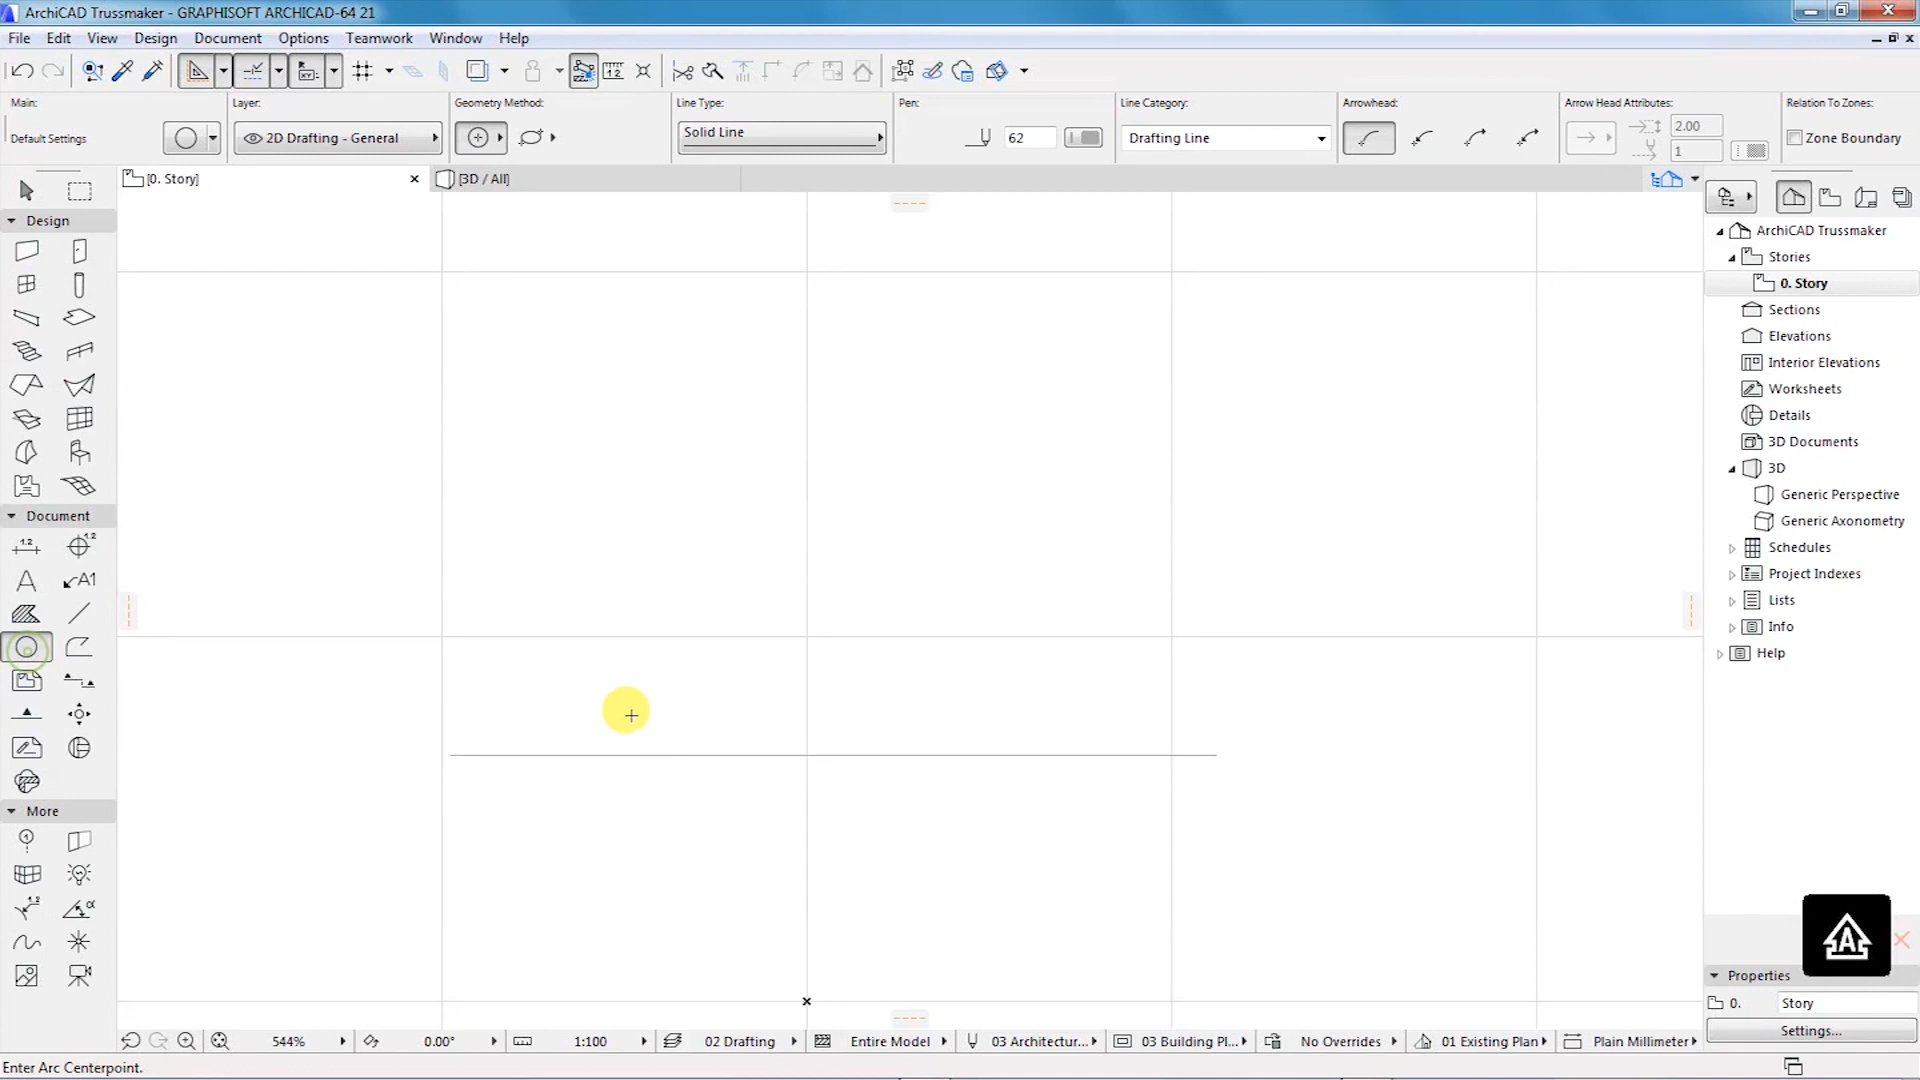 ArchiCAD Trussmaker - GRAPHISOFT ARCHICAD-64 21
File Edit View Design Document Options Teamwork Window Help
Main: Layer: Geometry Method: Line Type: Pen: Line Category: Arrowhead: Arrow Head Attributes: Relation To Zones:
Default Settings 2D Drafting - General Solid Line 62 Drafting Line 2.00 1 Zone Boundary
[0. Story] [3D / All]
Design
Document
More
ArchiCAD Trussmaker
Stories
0. Story
Sections
Elevations
Interior Elevations
Worksheets
Details
3D Documents
3D
Generic Perspective
Generic Axonometry
Schedules
Project Indexes
Lists
Info
Help
Properties
0. Story
Settings...
544% 0.00° 1:100 02 Drafting Entire Model 03 Architectur... 03 Building Pl... No Overrides 01 Existing Plan Plain Millimeter
Enter Arc Centerpoint.